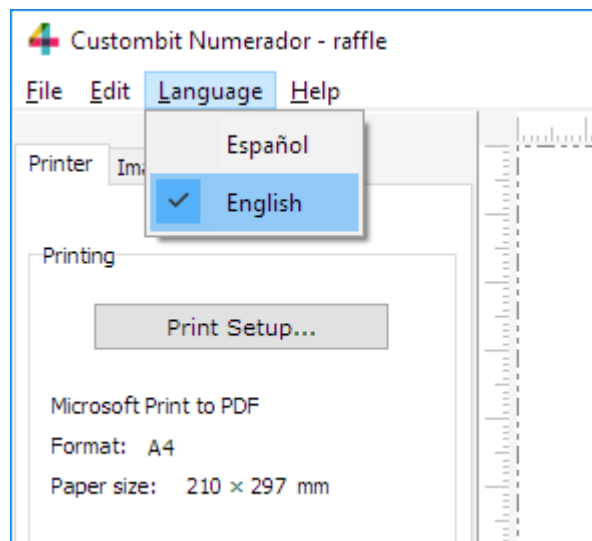 Custombit Numerador - raffle
File Edit Language Help
Español
English
Printer
Printing
Print Setup...
Microsoft Print to PDF
Format: A4
Paper size: 210 × 297 mm